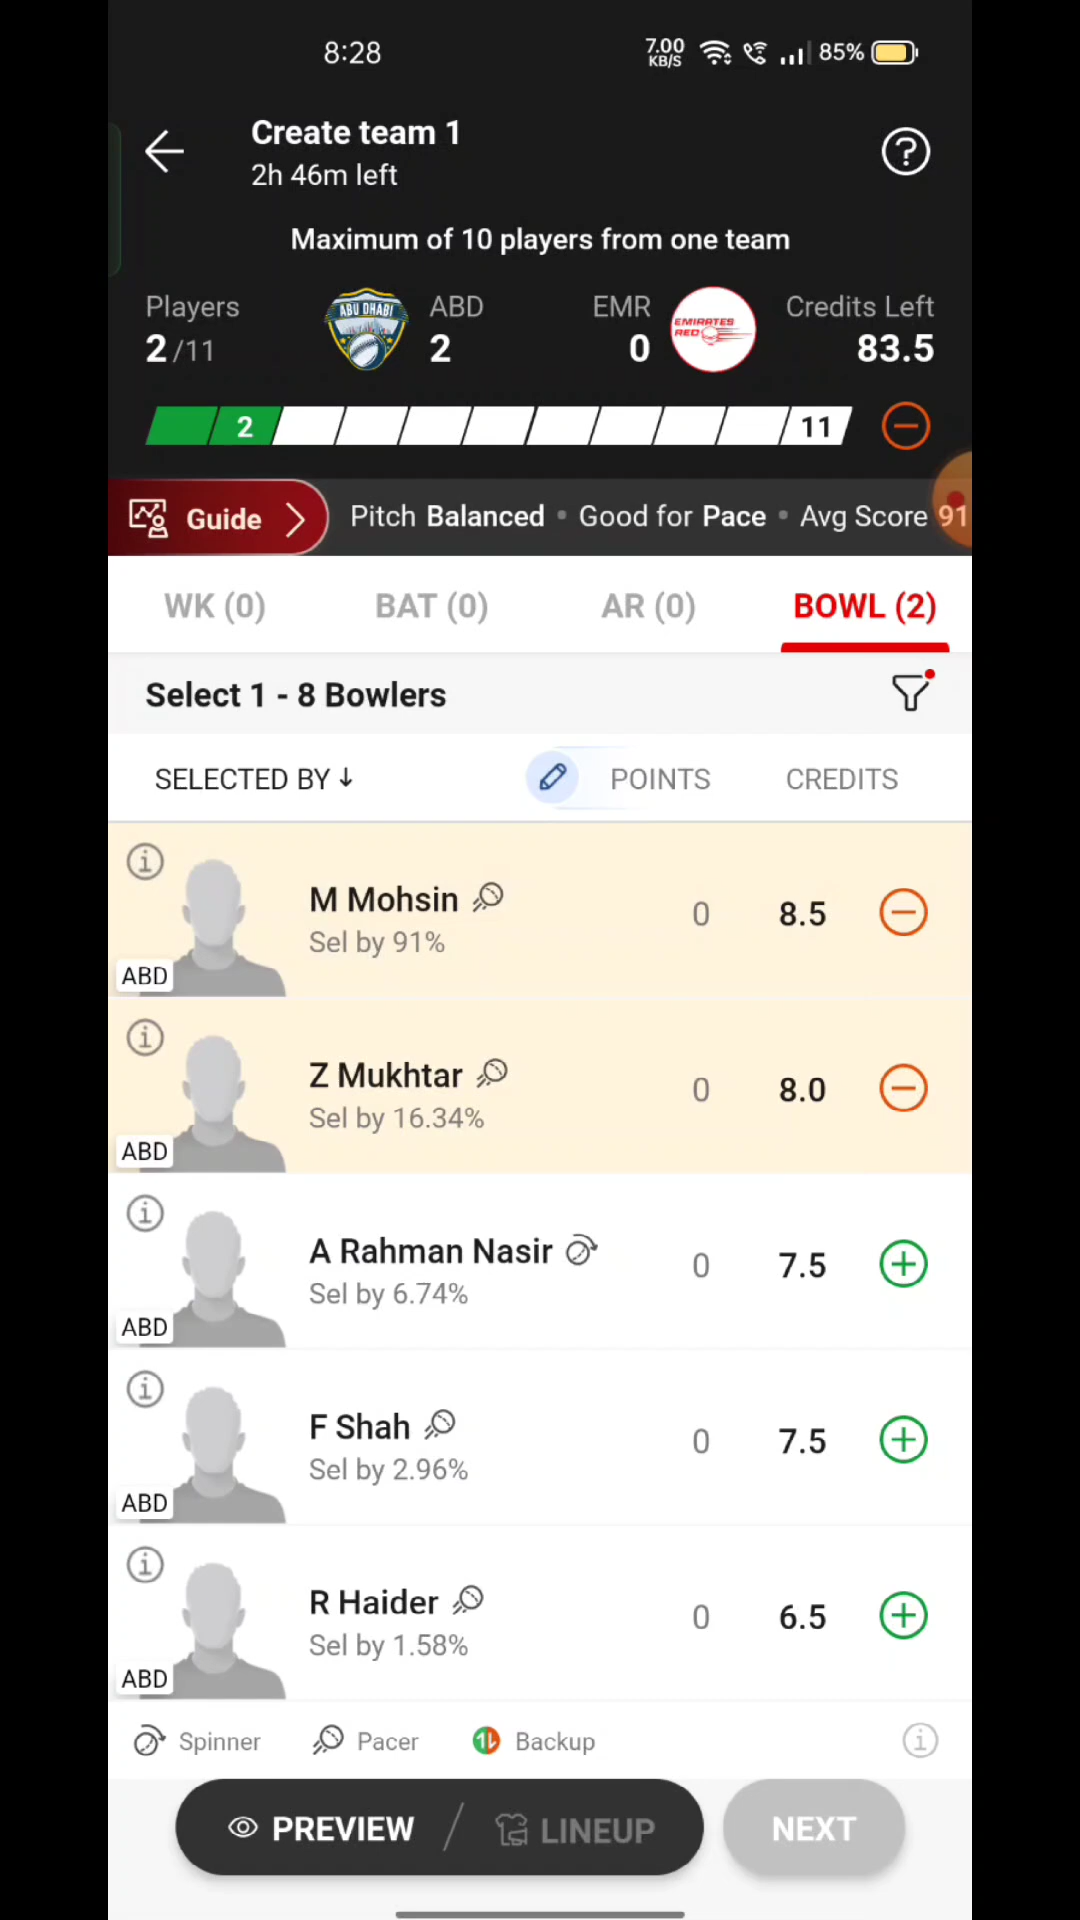 8:28
7.00 KB/S 85%
Create team 1
2h 46m left
Maximum of 10 players from one team
Players ABU DHABI ABD EMR EMIRATES RED Credits Left
2/11 2 0 83.5
2 11
Guide Pitch Balanced • Good for Pace • Avg Score 91
WK (0) BAT (0) AR (0) BOWL (2)
Select 1 - 8 Bowlers
SELECTED BY ↓ POINTS CREDITS
M Mohsin 0 8.5
Sel by 91%
ABD
Z Mukhtar 0 8.0
Sel by 16.34%
ABD
A Rahman Nasir 0 7.5
Sel by 6.74%
ABD
F Shah 0 7.5
Sel by 2.96%
ABD
R Haider 0 6.5
Sel by 1.58%
ABD
Spinner Pacer Backup
PREVIEW / LINEUP NEXT